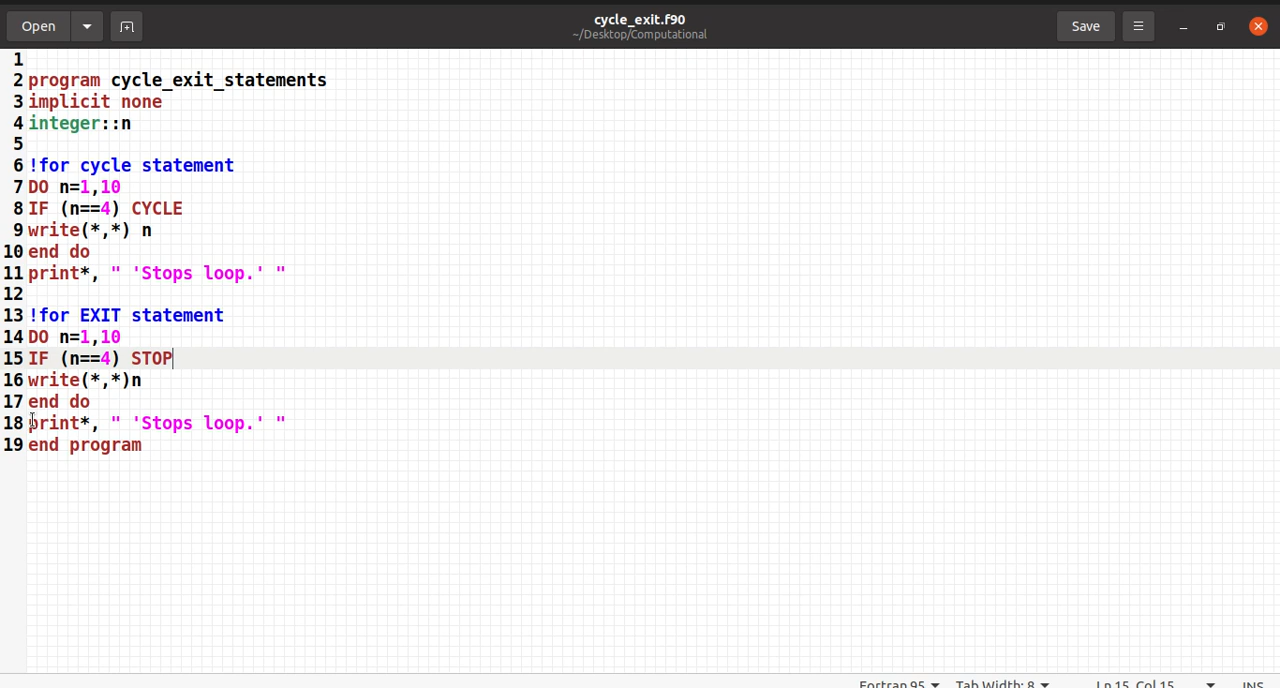 Open
cycle_exit.f90
~/Desktop/Computational
Save
1
2 program cycle_exit_statements
3 implicit none
4 integer::n
5
6 !for cycle statement
7 DO n=1,10
8 IF (n==4) CYCLE
9 write(*,*) n
10 end do
11 print*, " 'Stops loop.' "
12
13 !for EXIT statement
14 DO n=1,10
15 IF (n==4) STOP
16 write(*,*)n
17 end do
18 print*, " 'Stops loop.' "
19 end program
Fortran 95 Tab Width: 8 Ln 15, Col 15 INS